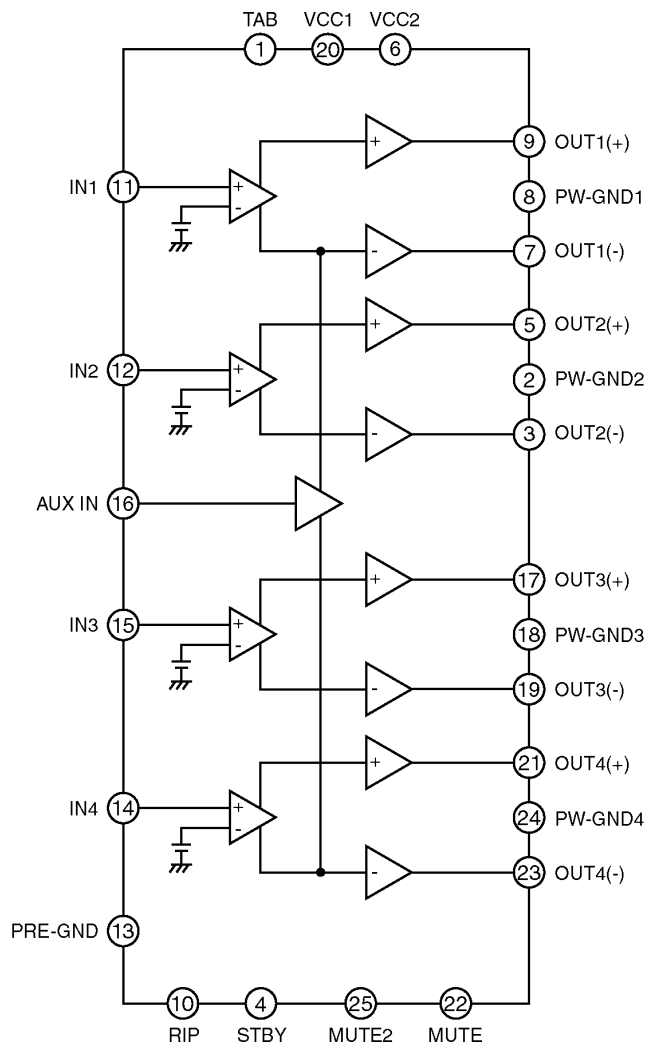 TAB VCC1 VCC2
1 20 6
+ 9 OUT1(+)
IN1 11 + 8 PW-GND1
-
- 7 OUT1(-)
+ 5 OUT2(+)
IN2 12 + 2 PW-GND2
-
- 3 OUT2(-)
AUX IN 16
+ 17 OUT3(+)
IN3 15 + 18 PW-GND3
-
- 19 OUT3(-)
+ 21 OUT4(+)
IN4 14 + 24 PW-GND4
-
- 23 OUT4(-)
PRE-GND 13
10 4 25 22
RIP STBY MUTE2 MUTE